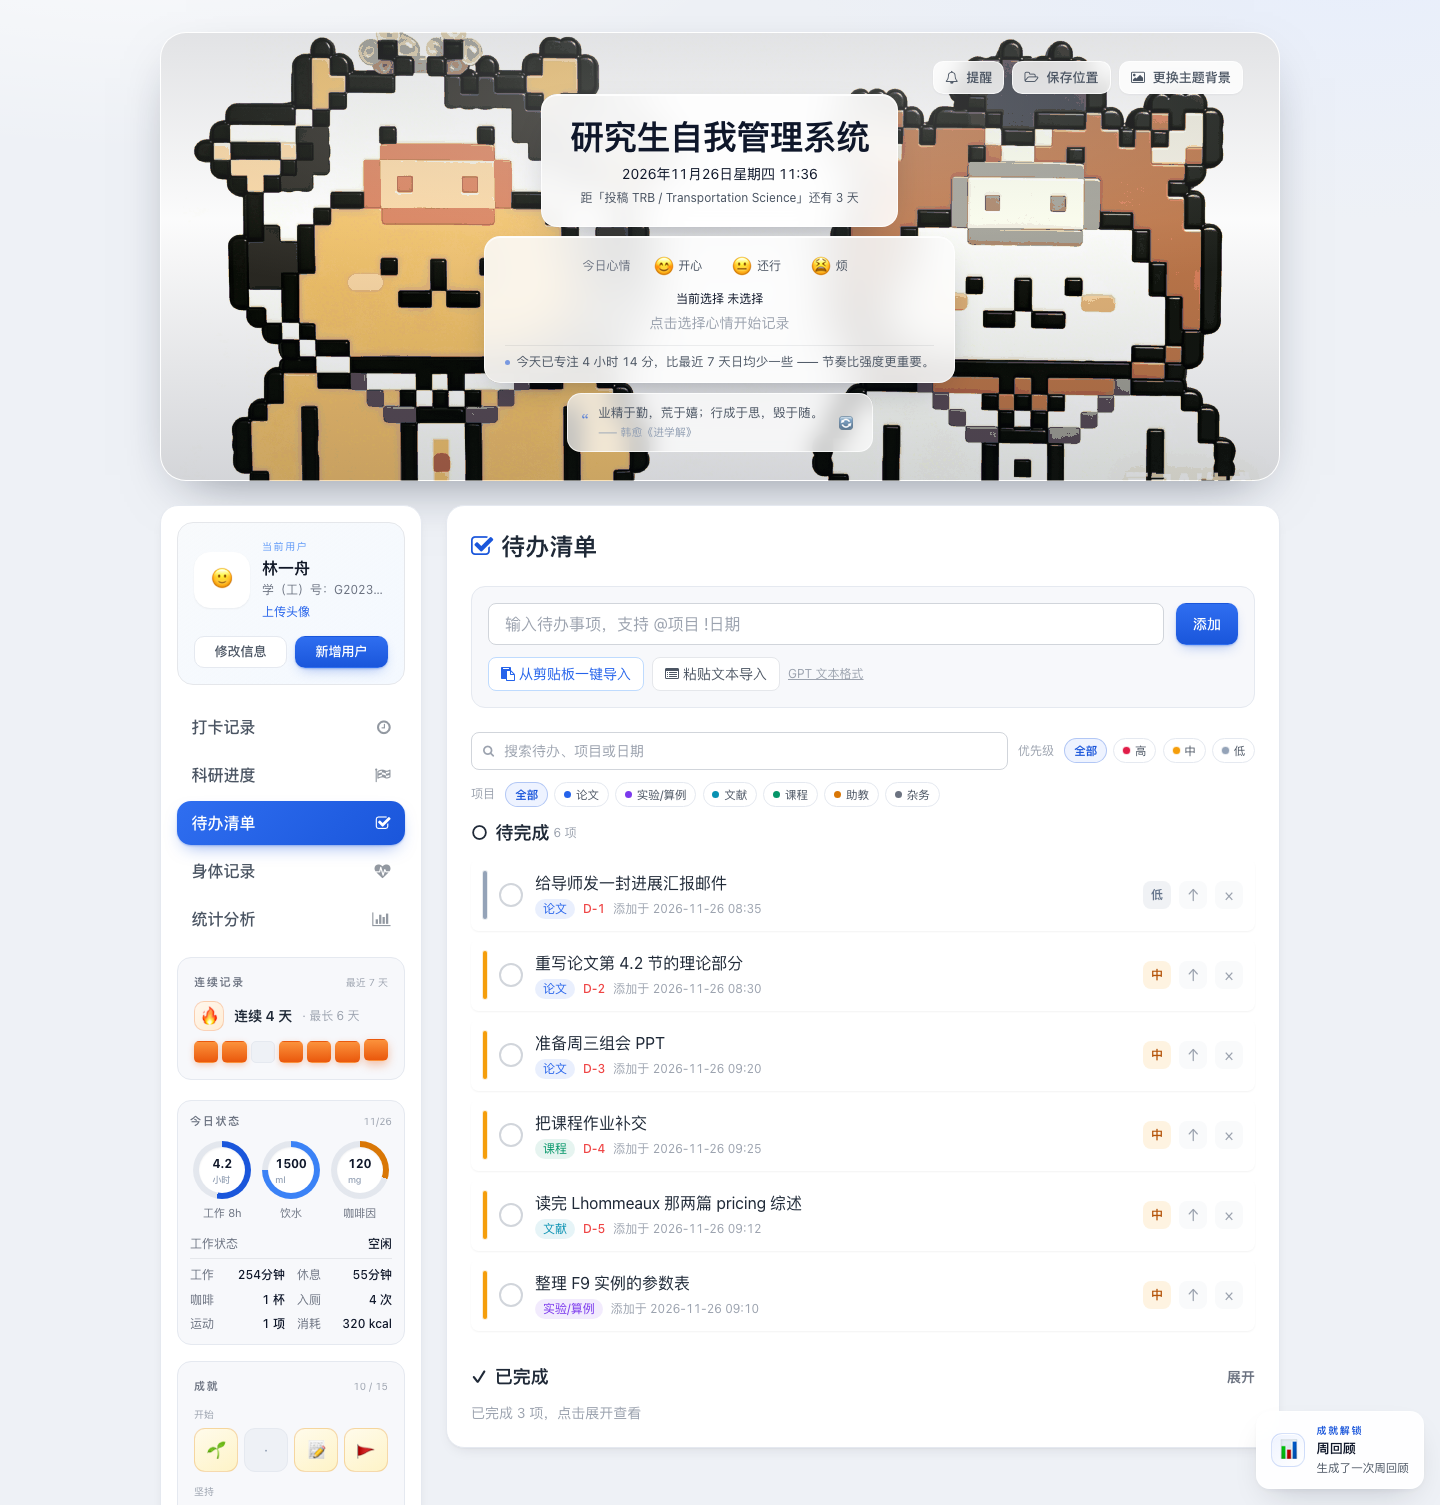 提醒
保存位置
更换主题背景
研究生自我管理系统
2026年11月26日星期四 11:36
距「投稿 TRB / Transportation Science」还有 3 天
今日心情 开心 还行 烦
当前选择 未选择
点击选择心情开始记录
今天已专注 4 小时 14 分，比最近 7 天日均少一些 —— 节奏比强度更重要。
“ 业精于勤，荒于嬉；行成于思，毁于随。
—— 韩愈《进学解》
当前用户
林一舟
学（工）号：G2023...
上传头像
修改信息 新增用户
打卡记录
科研进度
待办清单
身体记录
统计分析
连续记录 最近 7 天
连续 4 天 · 最长 6 天
今日状态 11/26
4.2 小时 1500 ml 120 mg
工作 8h 饮水 咖啡因
工作状态 空闲
工作 254分钟 休息 55分钟
咖啡 1 杯 入厕 4 次
运动 1 项 消耗 320 kcal
成就 10 / 15
开始
坚持
待办清单
输入待办事项，支持 @项目 !日期
添加
从剪贴板一键导入 粘贴文本导入 GPT 文本格式
搜索待办、项目或日期
优先级 全部 高 中 低
项目 全部 论文 实验/算例 文献 课程 助教 杂务
待完成 6 项
给导师发一封进展汇报邮件
论文 D-1 添加于 2026-11-26 08:35
低 ↑ ×
重写论文第 4.2 节的理论部分
论文 D-2 添加于 2026-11-26 08:30
中 ↑ ×
准备周三组会 PPT
论文 D-3 添加于 2026-11-26 09:20
中 ↑ ×
把课程作业补交
课程 D-4 添加于 2026-11-26 09:25
中 ↑ ×
读完 Lhommeaux 那两篇 pricing 综述
文献 D-5 添加于 2026-11-26 09:12
中 ↑ ×
整理 F9 实例的参数表
实验/算例 添加于 2026-11-26 09:10
中 ↑ ×
已完成 展开
已完成 3 项，点击展开查看
成就解锁
周回顾
生成了一次周回顾